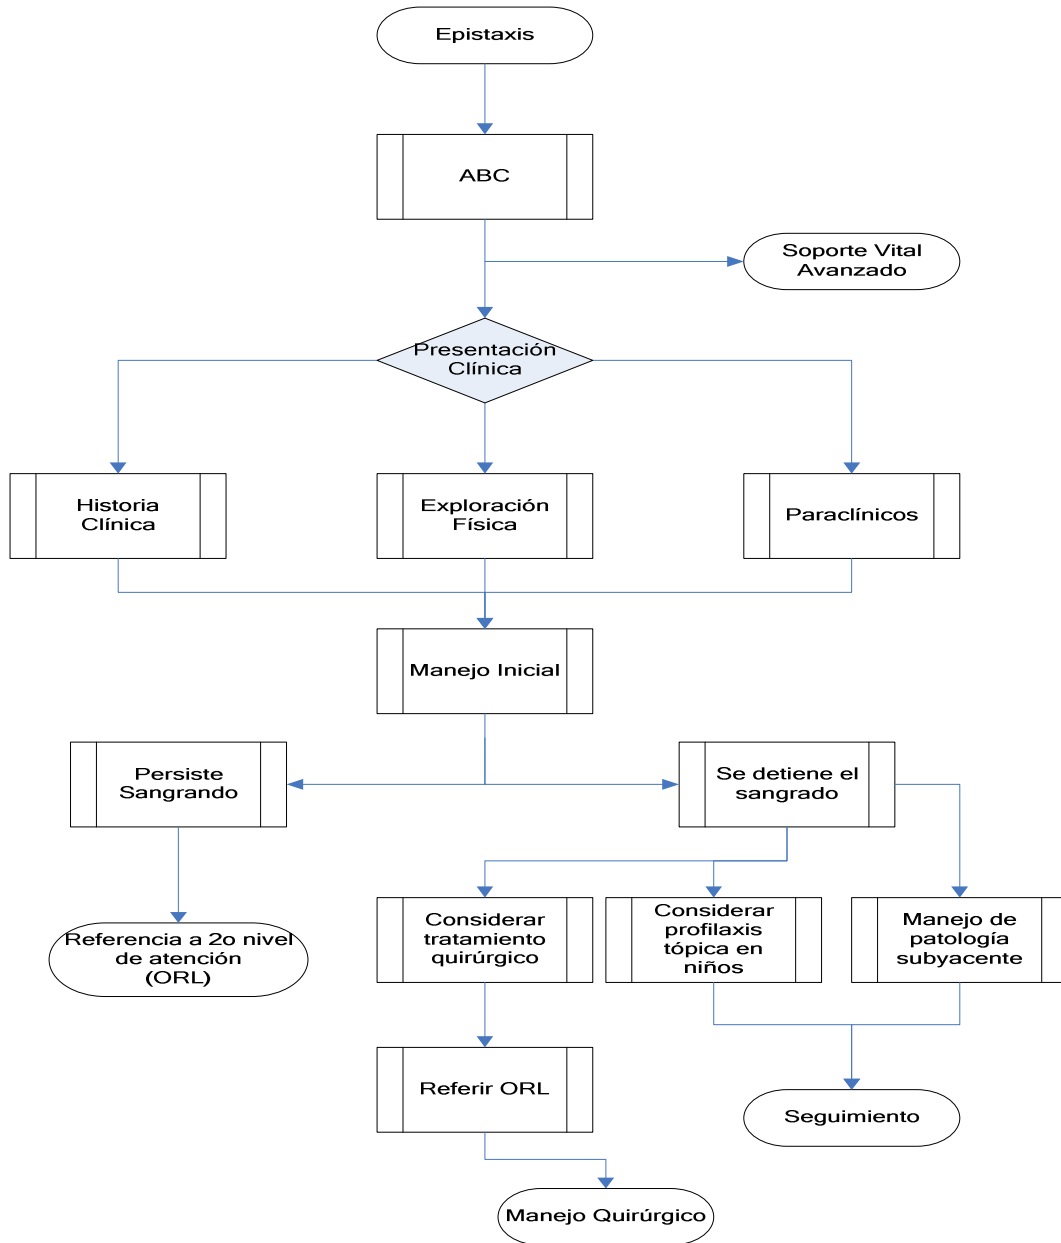 Epistaxis
ABC
Soporte Vital
Avanzado
Presentación
Clínica
Historia
Clínica
Exploración
Física
Paraclínicos
Manejo Inicial
Persiste
Sangrando
Se detiene el
sangrado
Referencia a 2o nivel
de atención
(ORL)
Considerar
tratamiento
quirúrgico
Considerar
profilaxis
tópica en
niños
Manejo de
patología
subyacente
Referir ORL
Seguimiento
Manejo Quirúrgico